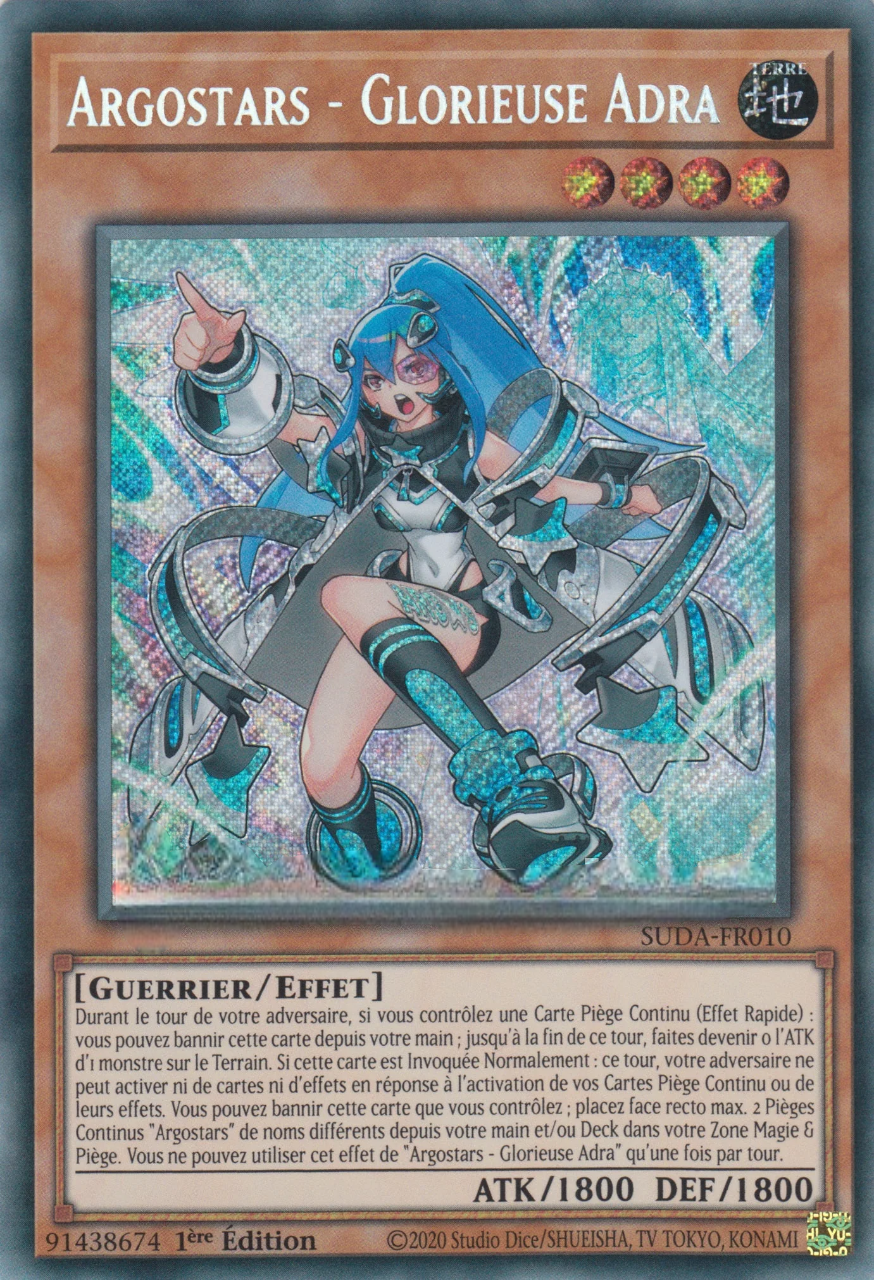 ARGOSTARS - GLORIEUSE ADRA
TERRE
地
SUDA-FR010
[GUERRIER/EFFET]
Durant le tour de votre adversaire, si vous contrôlez une Carte Piège Continu (Effet Rapide) :
vous pouvez bannir cette carte depuis votre main ; jusqu'à la fin de ce tour, faites devenir 0 l'ATK
d'1 monstre sur le Terrain. Si cette carte est Invoquée Normalement : ce tour, votre adversaire ne
peut activer ni de cartes ni d'effets en réponse à l'activation de vos Cartes Piège Continu ou de
leurs effets. Vous pouvez bannir cette carte que vous contrôlez ; placez face recto max. 2 Pièges
Continus "Argostars" de noms différents depuis votre main et/ou Deck dans votre Zone Magie &
Piège. Vous ne pouvez utiliser cet effet de "Argostars - Glorieuse Adra" qu'une fois par tour.
ATK/1800 DEF/1800
91438674 1ère Édition ©2020 Studio Dice/SHUEISHA, TV TOKYO, KONAMI